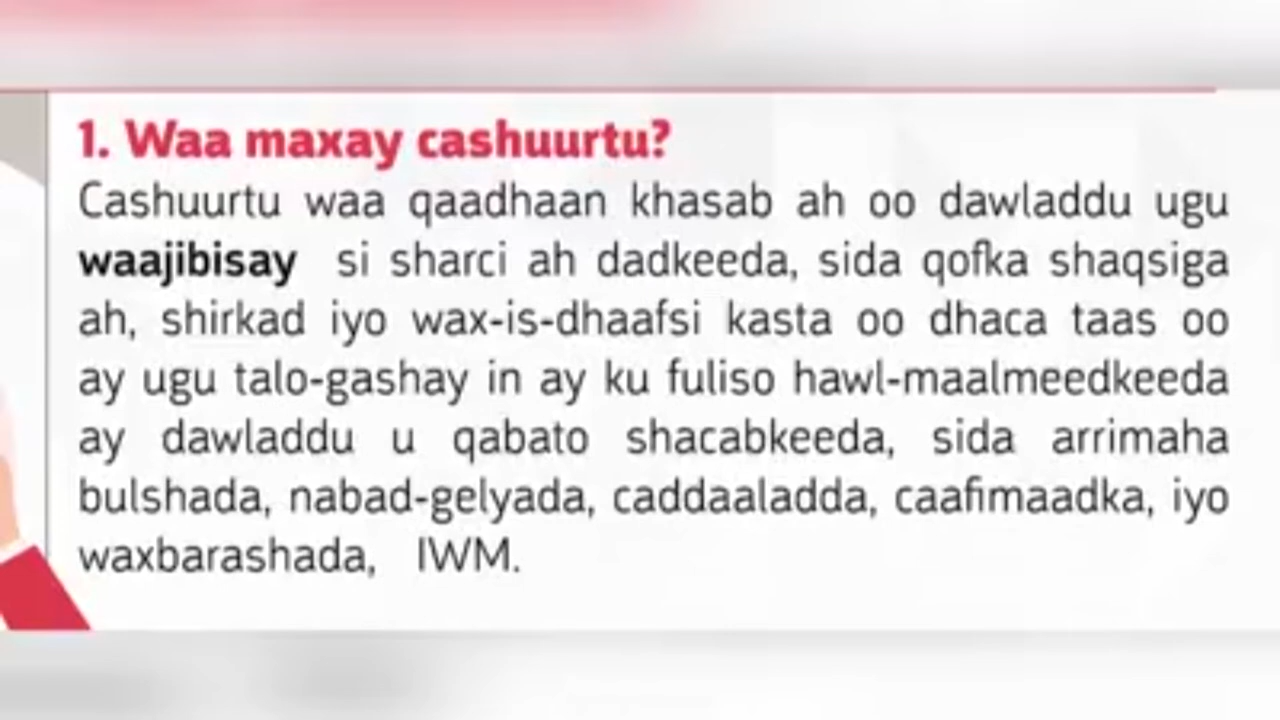 1. Waa maxay cashuurtu?
Cashuurtu waa qaadhaan khasab ah oo dawladdu ugu
waajibisay si sharci ah dadkeeda, sida qofka shaqsiga
ah, shirkad iyo wax-is-dhaafsi kasta oo dhaca taas oo
ay ugu talo-gashay in ay ku fuliso hawl-maalmeedkeeda
ay dawladdu u qabato shacabkeeda, sida arrimaha
bulshada, nabad-gelyada, caddaaladda, caafimaadka, iyo
waxbarashada, IWM.